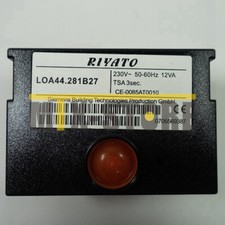 RIYATO
LOA44.281B27
230V~ 50-60Hz 12VA
TSA 3sec.
CE-0085AT0010
Siemens Building Technologies Production GmbH